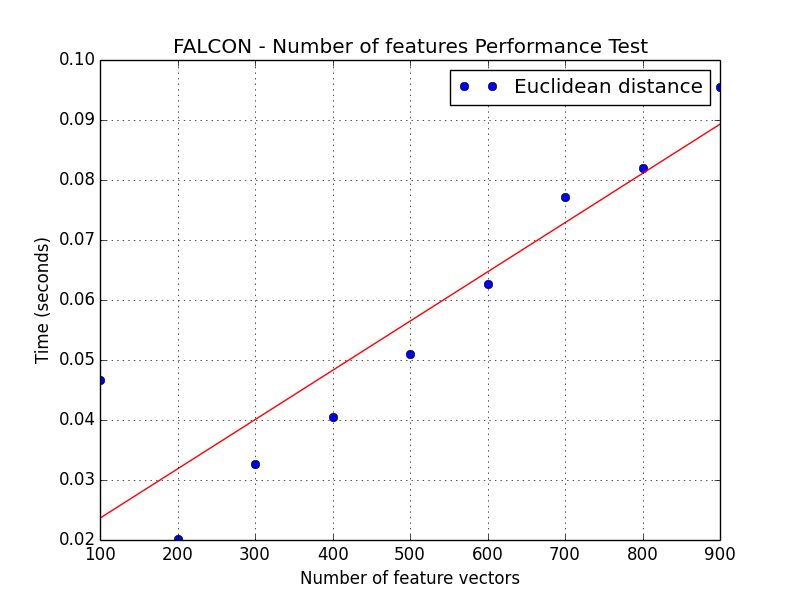 FALCON - Number of features Performance Test
Euclidean distance
0.10
0.09
0.08
0.07
0.06
0.05
0.04
0.03
0.02
Time (seconds)
100 200 300 400 500 600 700 800 900
Number of feature vectors